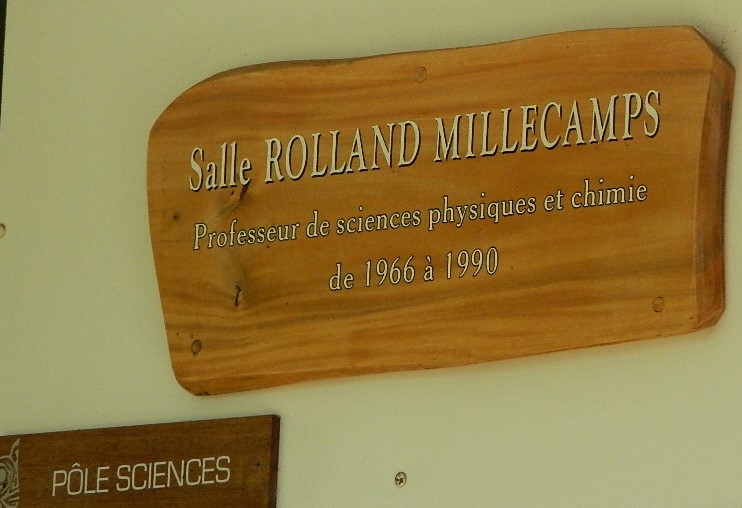 Salle ROLLAND MILLECAMPS
Professeur de sciences physiques et chimie
de 1966 à 1990
PÔLE SCIENCES